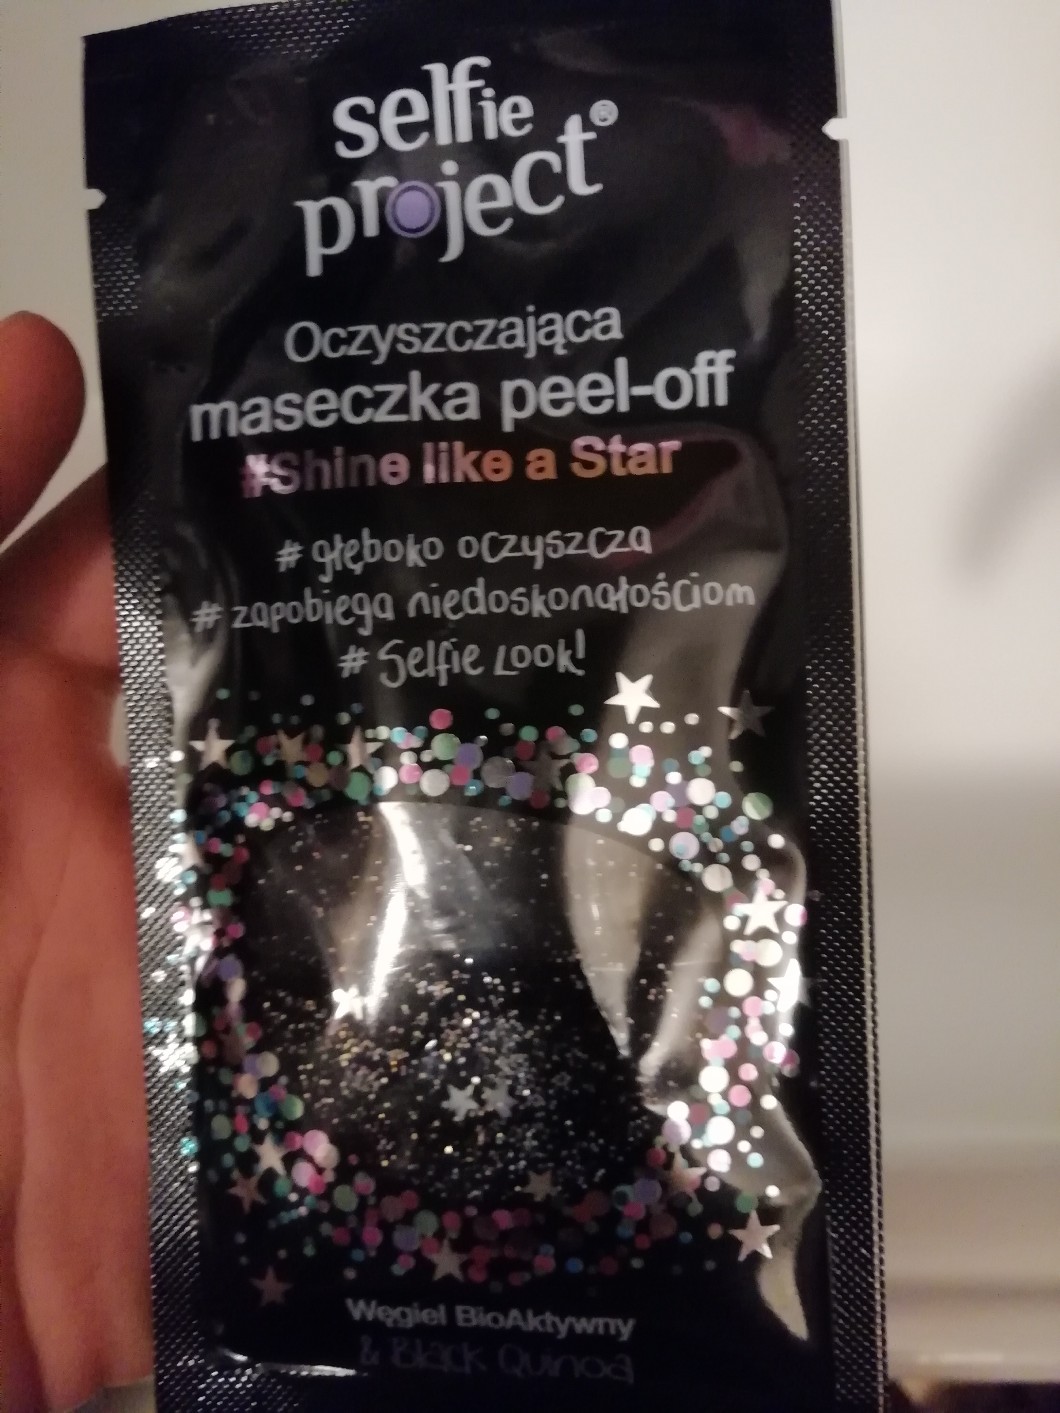 selfie
project®
Oczyszczająca
maseczka peel-off
#Shine like a Star
# głęboko oczyszcza
# zapobiega niedoskonałościom
# Selfie Look!
Węgiel BioAktywny
& Black Quinoa